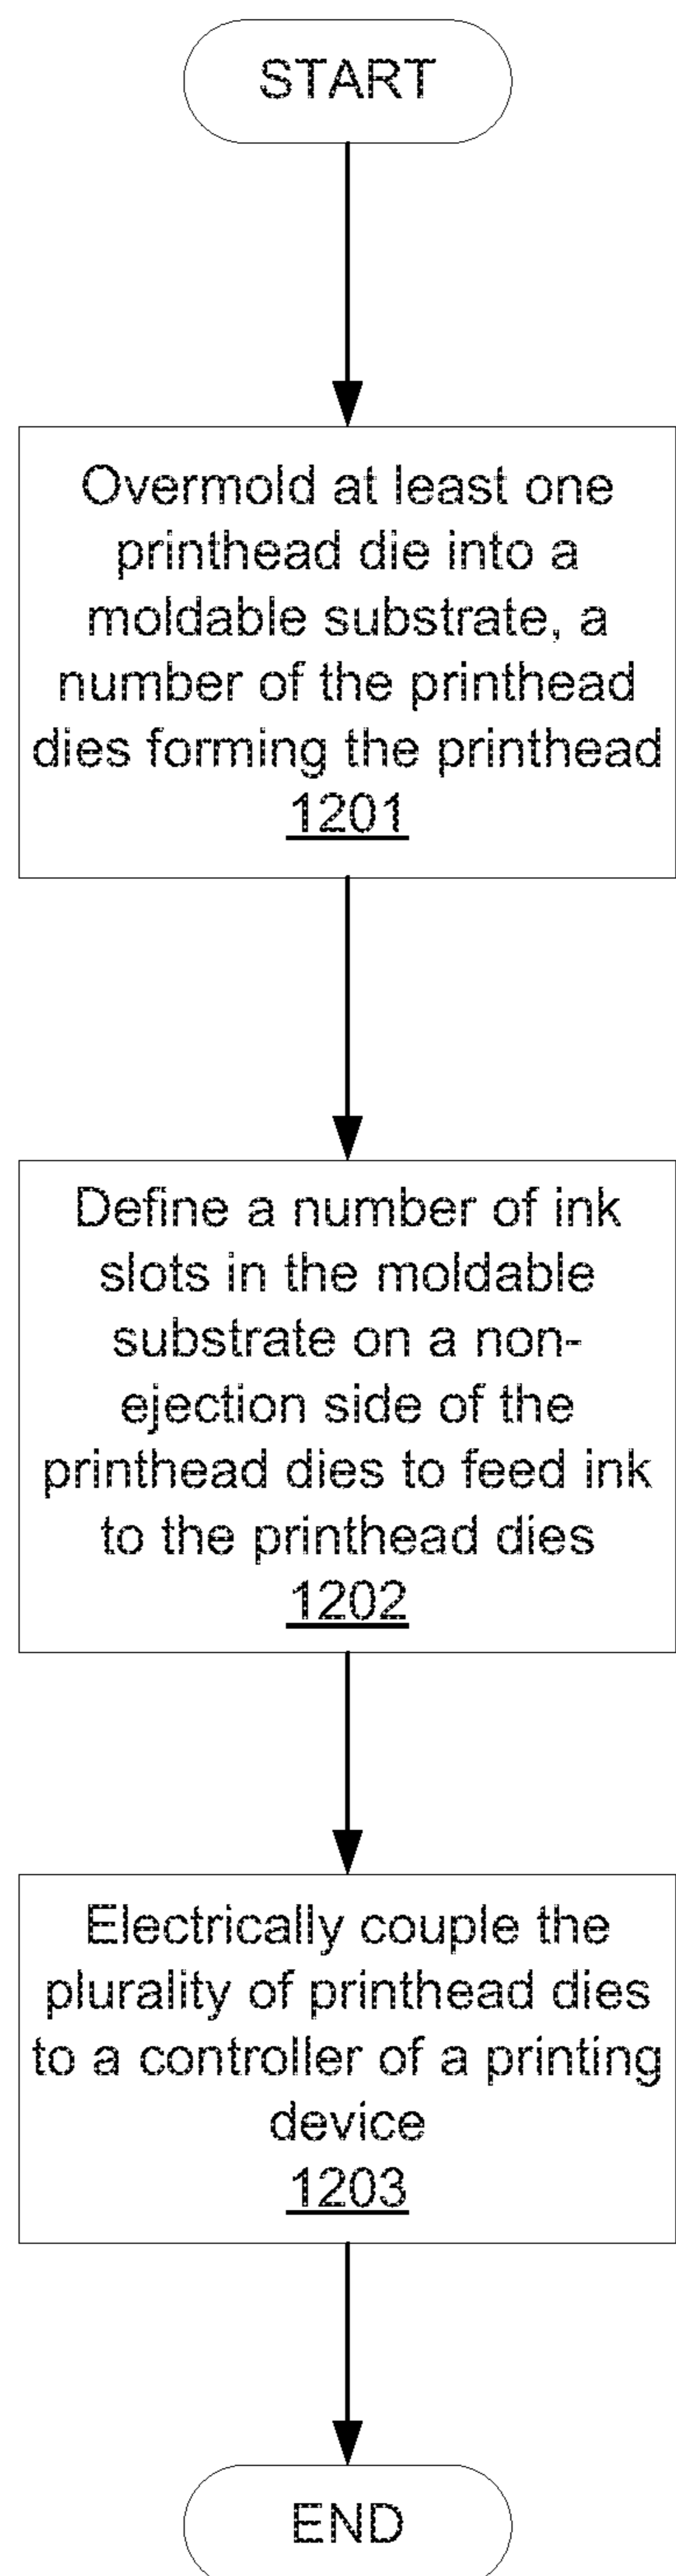 START
Overmold at least one
printhead die into a
moldable substrate, a
number of the printhead
dies forming the printhead
1201
Define a number of ink
slots in the moldable
substrate on a non-
ejection side of the
printhead dies to feed ink
to the printhead dies
1202
Electrically couple the
plurality of printhead dies
to a controller of a printing
device
1203
END